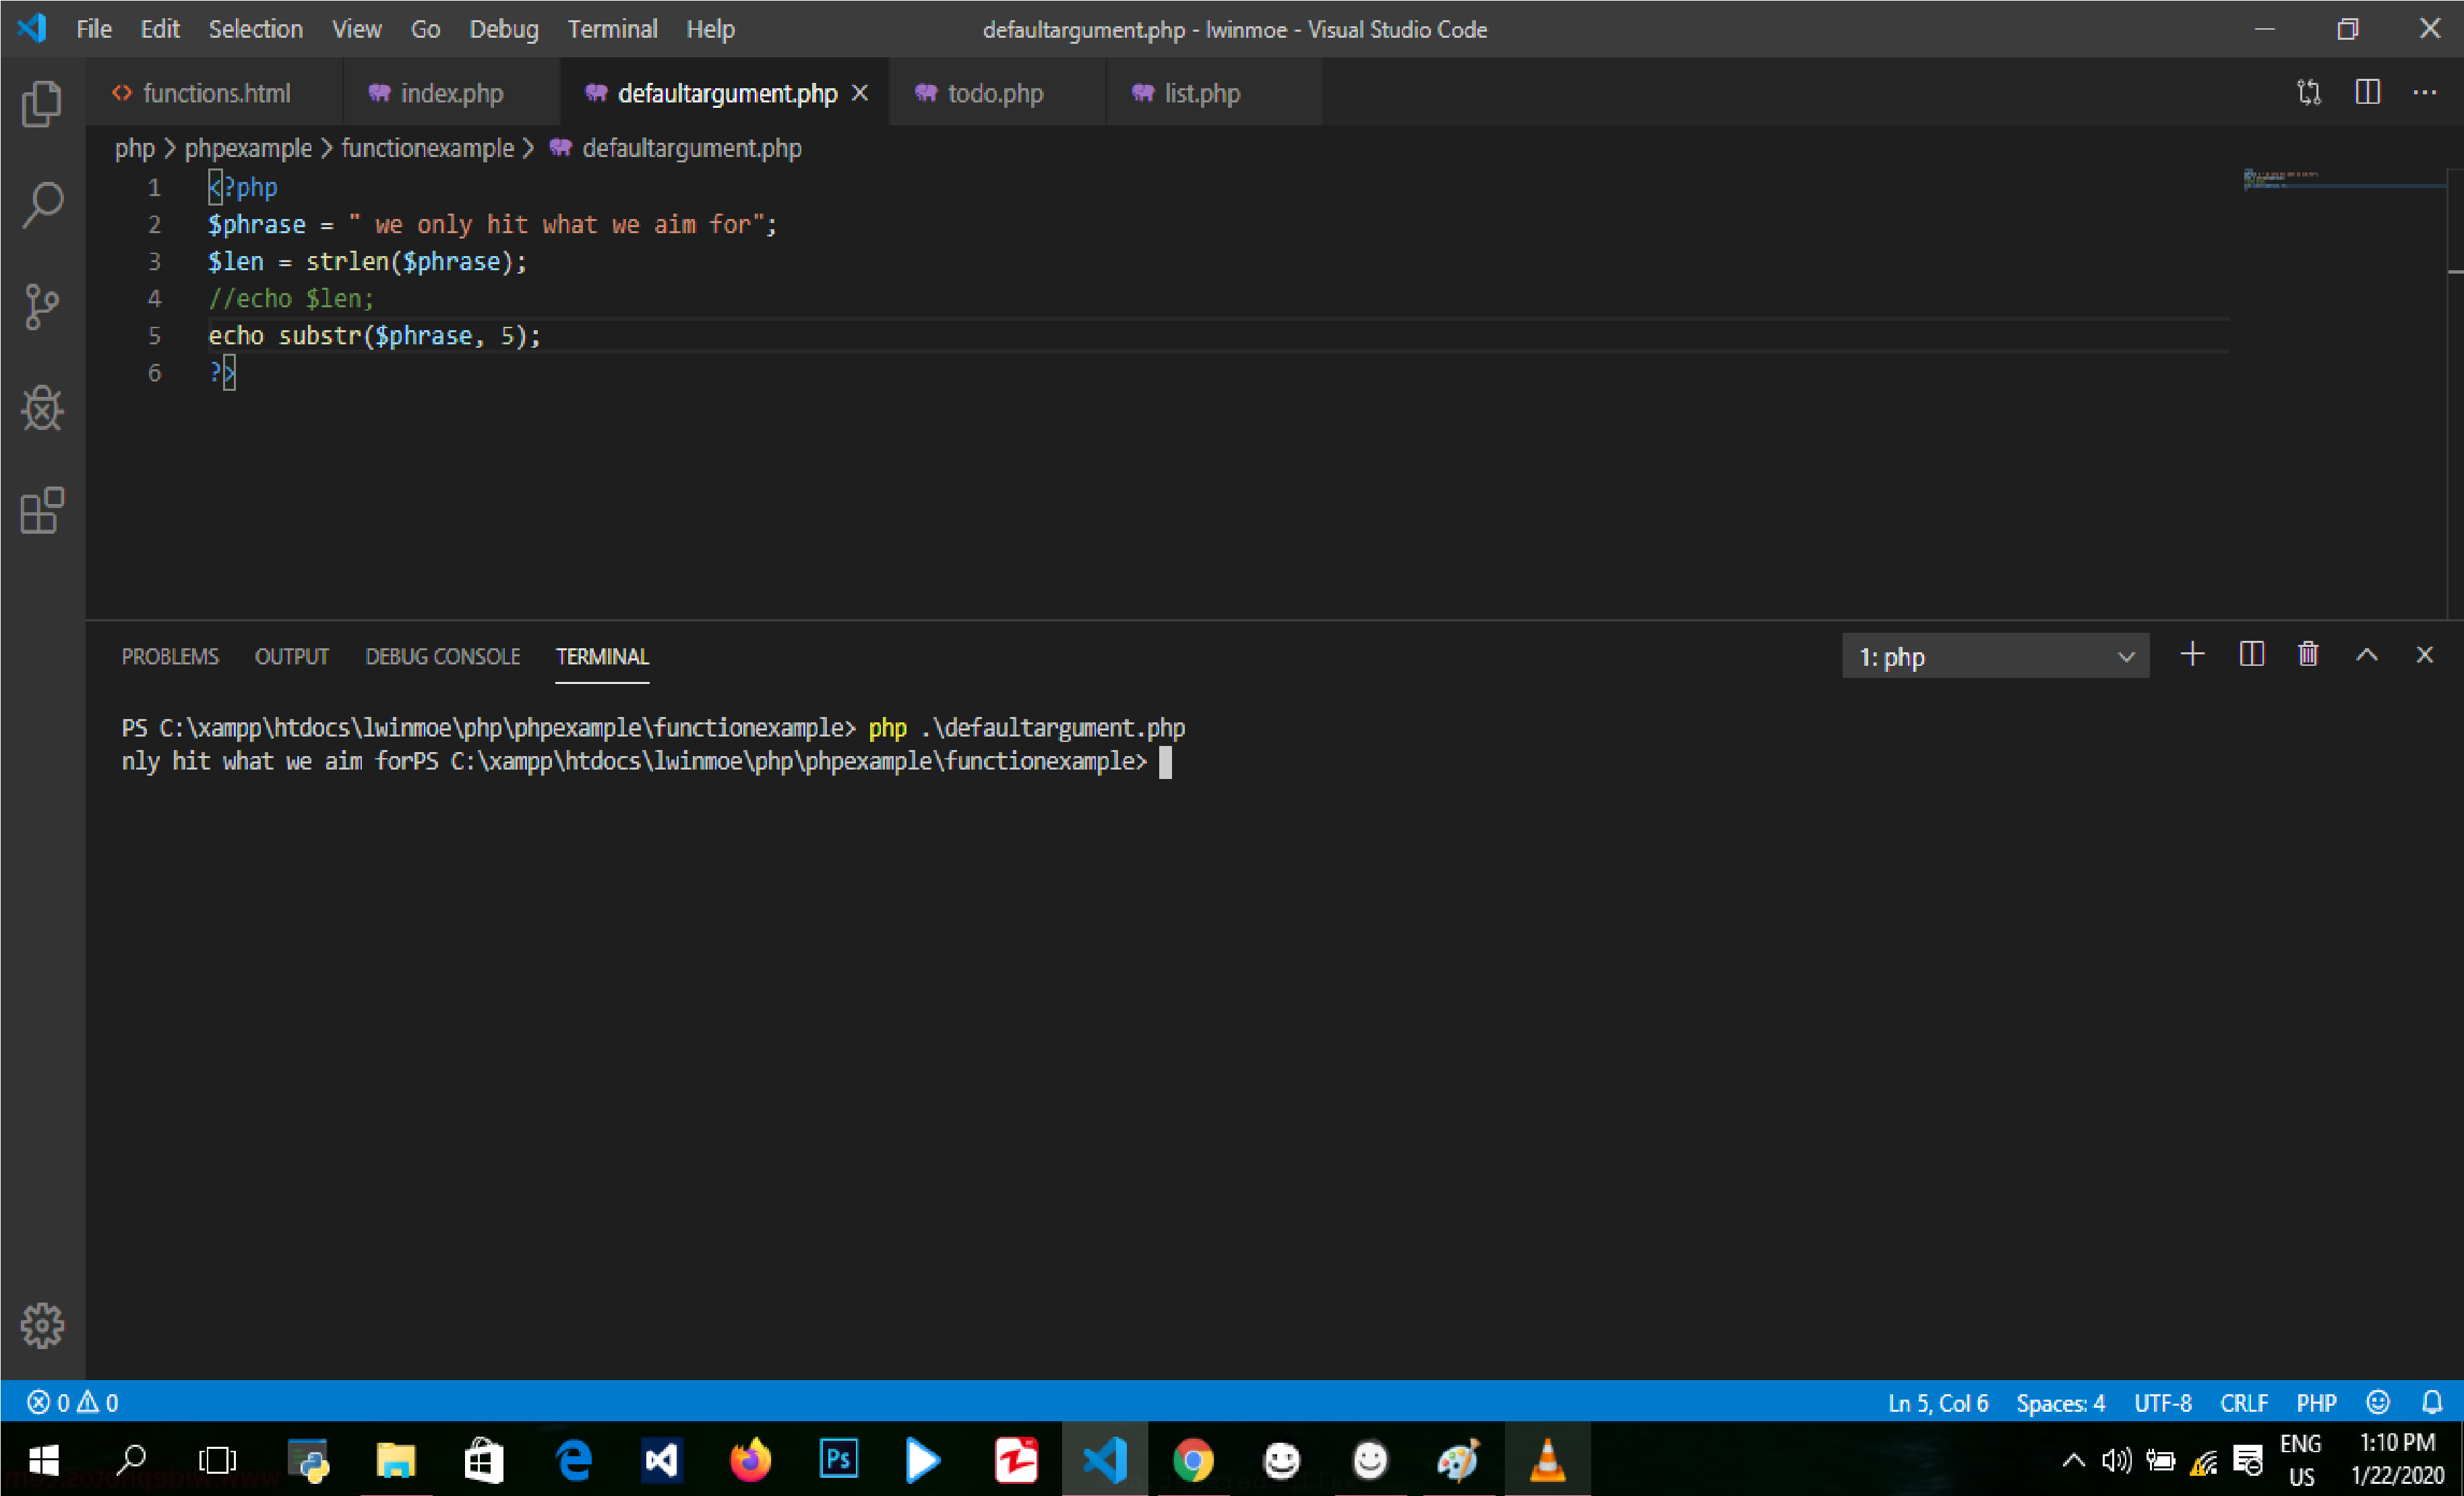 File Edit Selection View Go Debug Terminal Help defaultargument.php - lwinmoe - Visual Studio Code
functions.html index.php defaultargument.php todo.php list.php
php > phpexample > functionexample > defaultargument.php
1 <?php
2 $phrase = " we only hit what we aim for";
3 $len = strlen($phrase);
4 //echo $len;
5 echo substr($phrase, 5);
6 ?>
PROBLEMS OUTPUT DEBUG CONSOLE TERMINAL 1: php
PS C:\xampp\htdocs\lwinmoe\php\phpexample\functionexample> php .\defaultargument.php
nly hit what we aim forPS C:\xampp\htdocs\lwinmoe\php\phpexample\functionexample>
0 0 Ln 5, Col 6 Spaces: 4 UTF-8 CRLF PHP
Ps ENG 1:10 PM
US 1/22/2020